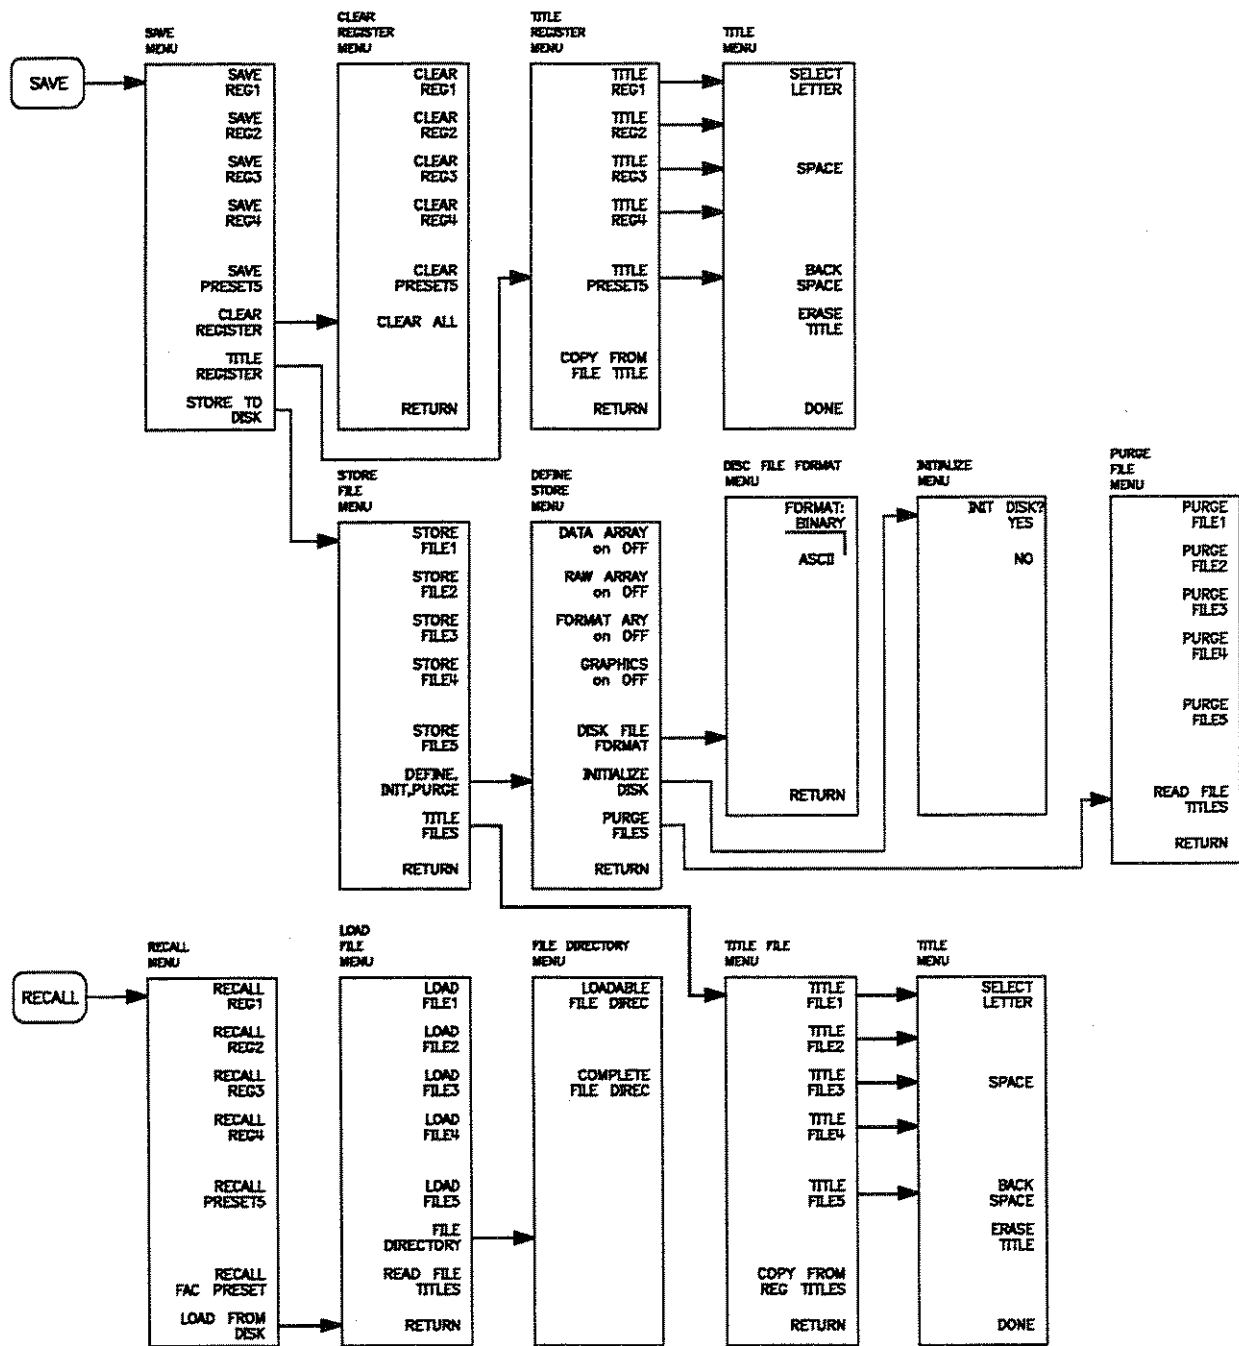 SAVE
SAVE
MENU
SAVE
REG1
SAVE
REG2
SAVE
REG3
SAVE
REG4
SAVE
PRESET5
CLEAR
REGISTER
TITLE
REGISTER
STORE TO
DISK
CLEAR
REGISTER
MENU
CLEAR
REG1
CLEAR
REG2
CLEAR
REG3
CLEAR
REG4
CLEAR
PRESET5
CLEAR ALL
RETURN
TITLE
REGISTER
MENU
TITLE
REG1
TITLE
REG2
TITLE
REG3
TITLE
REG4
TITLE
PRESET5
COPY FROM
FILE TITLE
RETURN
TITLE
MENU
SELECT
LETTER
SPACE
BACK
SPACE
ERASE
TITLE
DONE
STORE
FILE
MENU
STORE
FILE1
STORE
FILE2
STORE
FILE3
STORE
FILE4
STORE
FILE5
DEFINE,
INIT,PURGE
TITLE
FILES
RETURN
DEFINE
STORE
MENU
DATA ARRAY
on OFF
RAW ARRAY
on OFF
FORMAT ARY
on OFF
GRAPHICS
on OFF
DISK FILE
FORMAT
INITIALIZE
DISK
PURGE
FILES
RETURN
DISC FILE FORMAT
MENU
FORMAT:
BINARY
ASCII
RETURN
INITIALIZE
MENU
INIT DISK?
YES
NO
PURGE
FILE
MENU
PURGE
FILE1
PURGE
FILE2
PURGE
FILE3
PURGE
FILE4
PURGE
FILE5
READ FILE
TITLES
RETURN
RECALL
RECALL
MENU
RECALL
REG1
RECALL
REG2
RECALL
REG3
RECALL
REG4
RECALL
PRESET5
RECALL
FAC PRESET
LOAD FROM
DISK
LOAD
FILE
MENU
LOAD
FILE1
LOAD
FILE2
LOAD
FILE3
LOAD
FILE4
LOAD
FILE5
FILE
DIRECTORY
READ FILE
TITLES
RETURN
FILE DIRECTORY
MENU
LOADABLE
FILE DIREC
COMPLETE
FILE DIREC
TITLE FILE
MENU
TITLE
FILE1
TITLE
FILE2
TITLE
FILE3
TITLE
FILE4
TITLE
FILE5
COPY FROM
REG TITLES
RETURN
TITLE
MENU
SELECT
LETTER
SPACE
BACK
SPACE
ERASE
TITLE
DONE